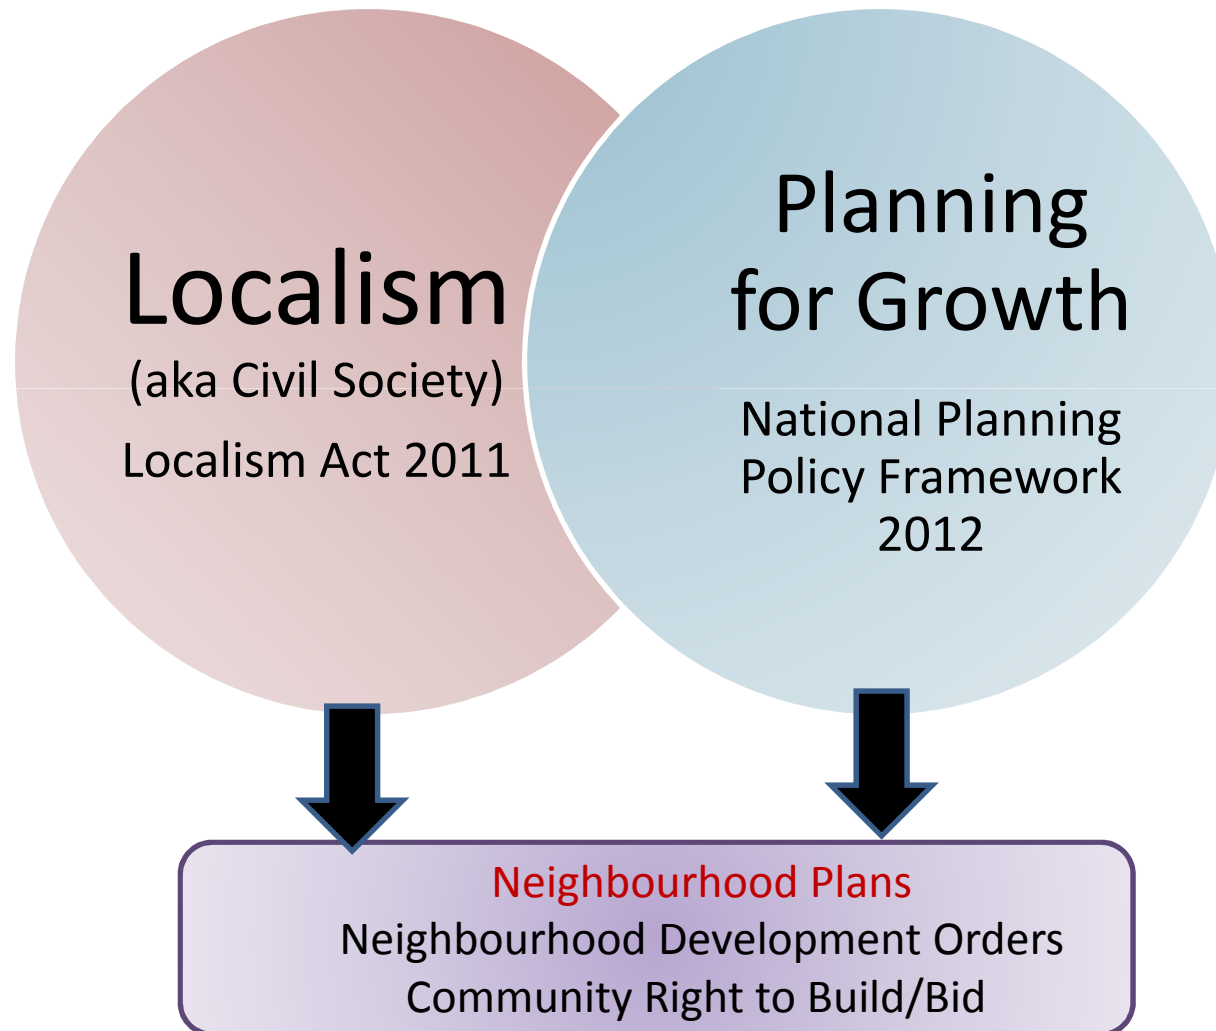 Localism
(aka Civil Society)
Localism Act 2011
Planning
for Growth
National Planning
Policy Framework
2012
Neighbourhood Plans
Neighbourhood Development Orders
Community Right to Build/Bid